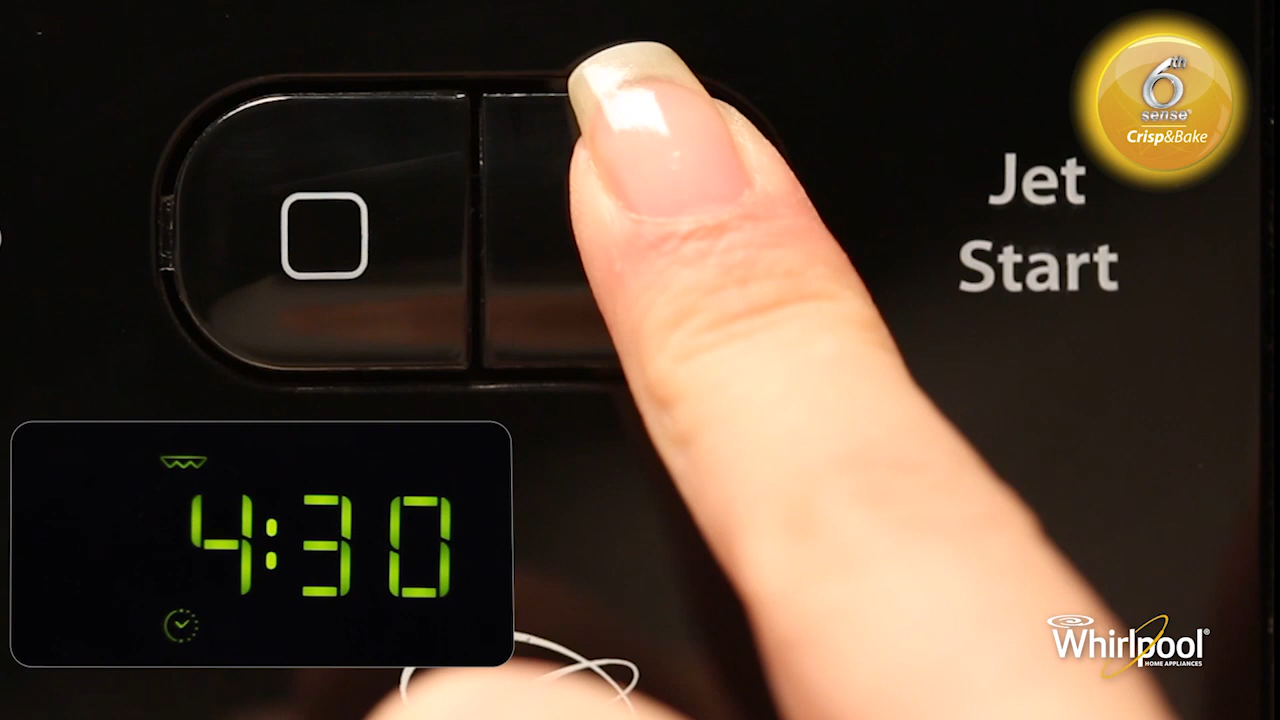 6th
sense®
Crisp&Bake
Jet
Start
4:30
Whirlpool®
HOME APPLIANCES